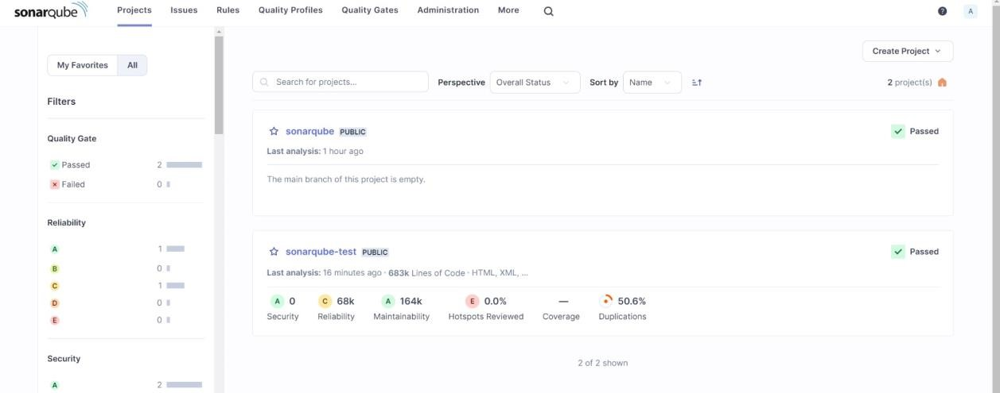 sonarqube Projects Issues Rules Quality Profiles Quality Gates Administration More ? A
My Favorites All
Filters
Quality Gate
Passed 2
Failed 0
Reliability
A 1
B 0
C 1
D 0
E 0
Security
A 2
Create Project
Search for projects... Perspective Overall Status Sort by Name 2 project(s)
sonarqube PUBLIC Passed
Last analysis: 1 hour ago
The main branch of this project is empty.
sonarqube-test PUBLIC Passed
Last analysis: 16 minutes ago · 683k Lines of Code · HTML, XML, ...
A 0 C 68k A 164k E 0.0% — 50.6%
Security Reliability Maintainability Hotspots Reviewed Coverage Duplications
2 of 2 shown